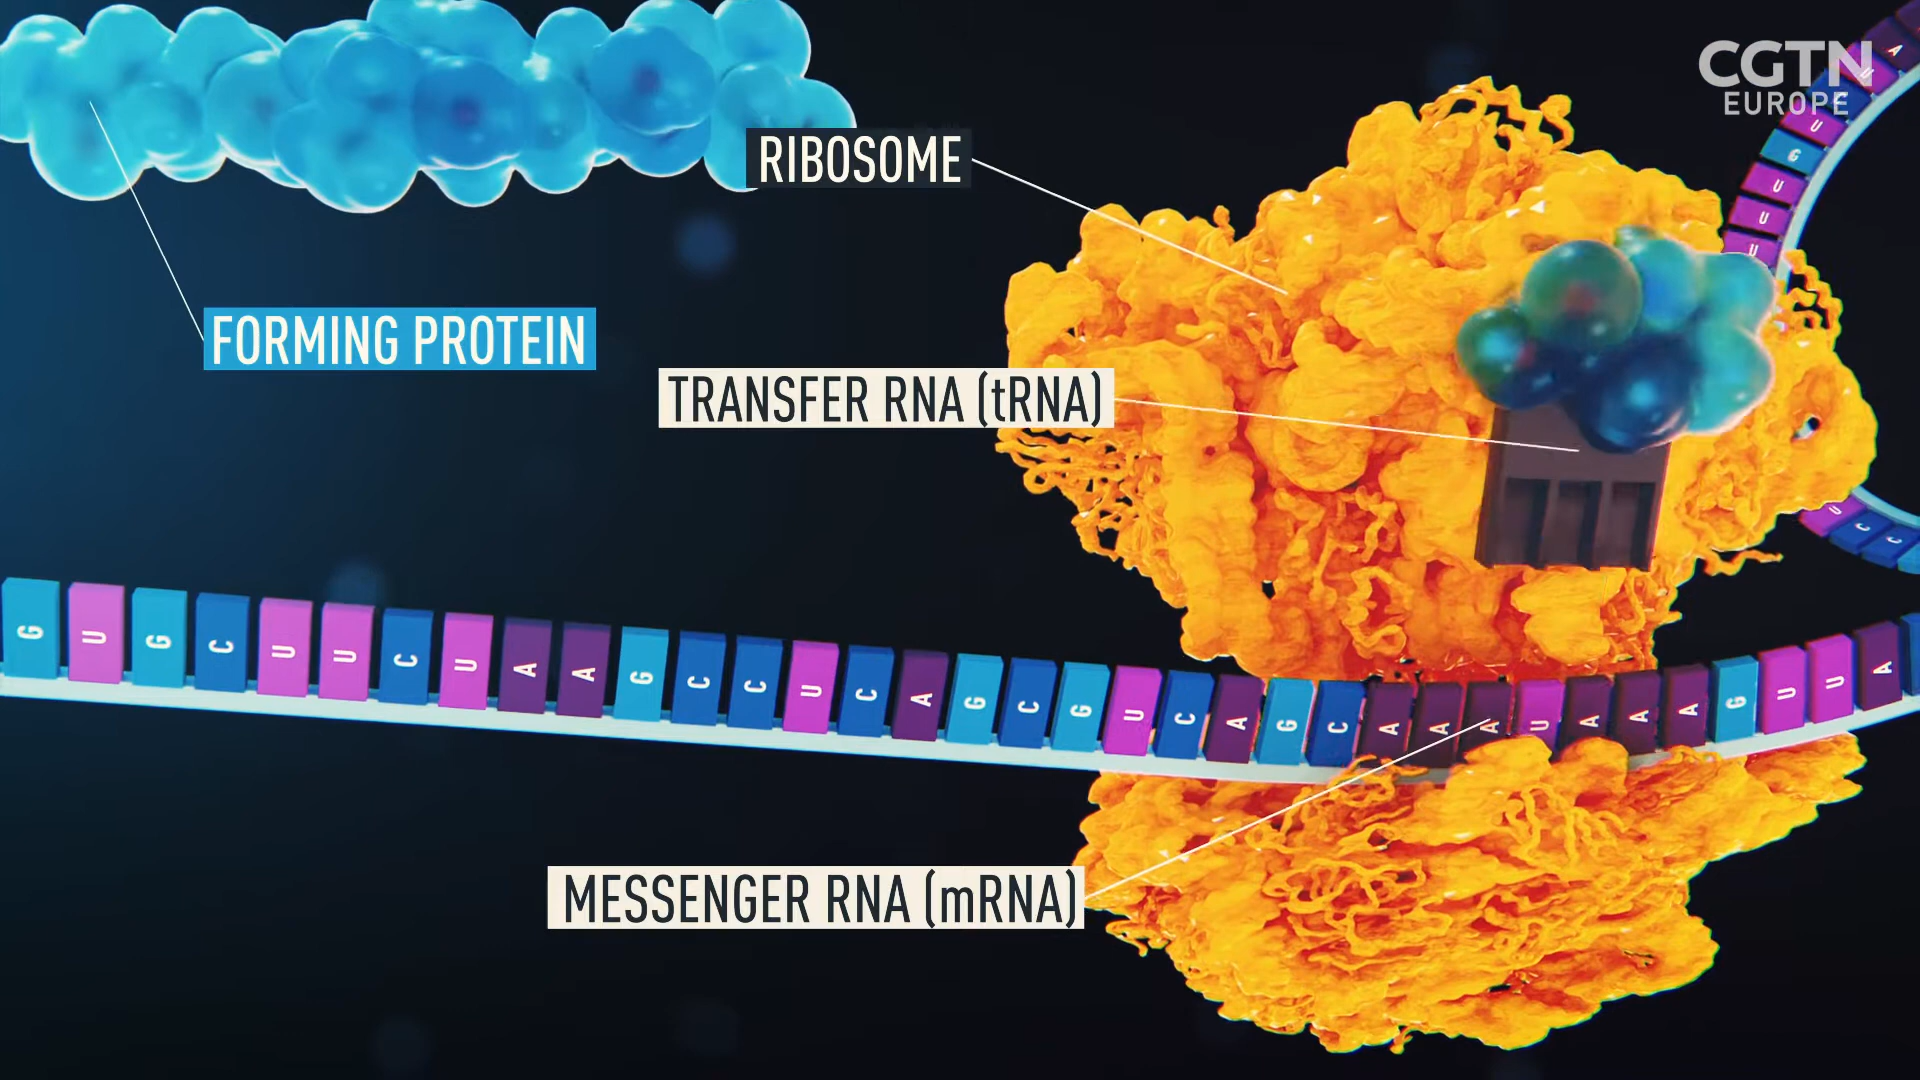 CGTN
EUROPE
RIBOSOME
FORMING PROTEIN
TRANSFER RNA (tRNA)
G U G C U U C U A A G C C U C A G C G U C A G C A A A U A A A G U U A
MESSENGER RNA (mRNA)